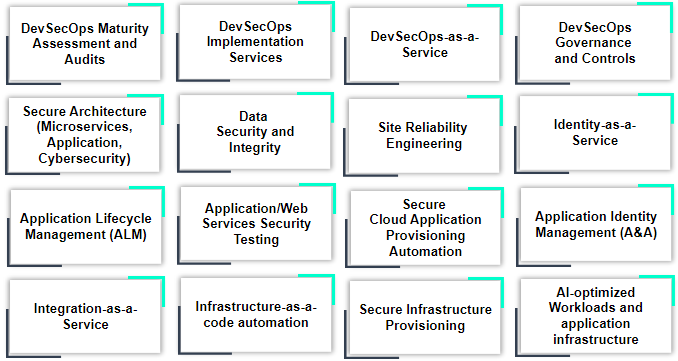 DevSecOps Maturity
Assessment and
Audits
DevSecOps
Implementation
Services
DevSecOps-as-a-
Service
DevSecOps
Governance
and Controls
Secure Architecture
(Microservices,
Application,
Cybersecurity)
Data
Security and
Integrity
Site Reliability
Engineering
Identity-as-a-
Service
Application Lifecycle
Management (ALM)
Application/Web
Services Security
Testing
Secure
Cloud Application
Provisioning
Automation
Application Identity
Management (A&A)
Integration-as-a-
Service
Infrastructure-as-a-
code automation
Secure Infrastructure
Provisioning
AI-optimized
Workloads and
application
infrastructure